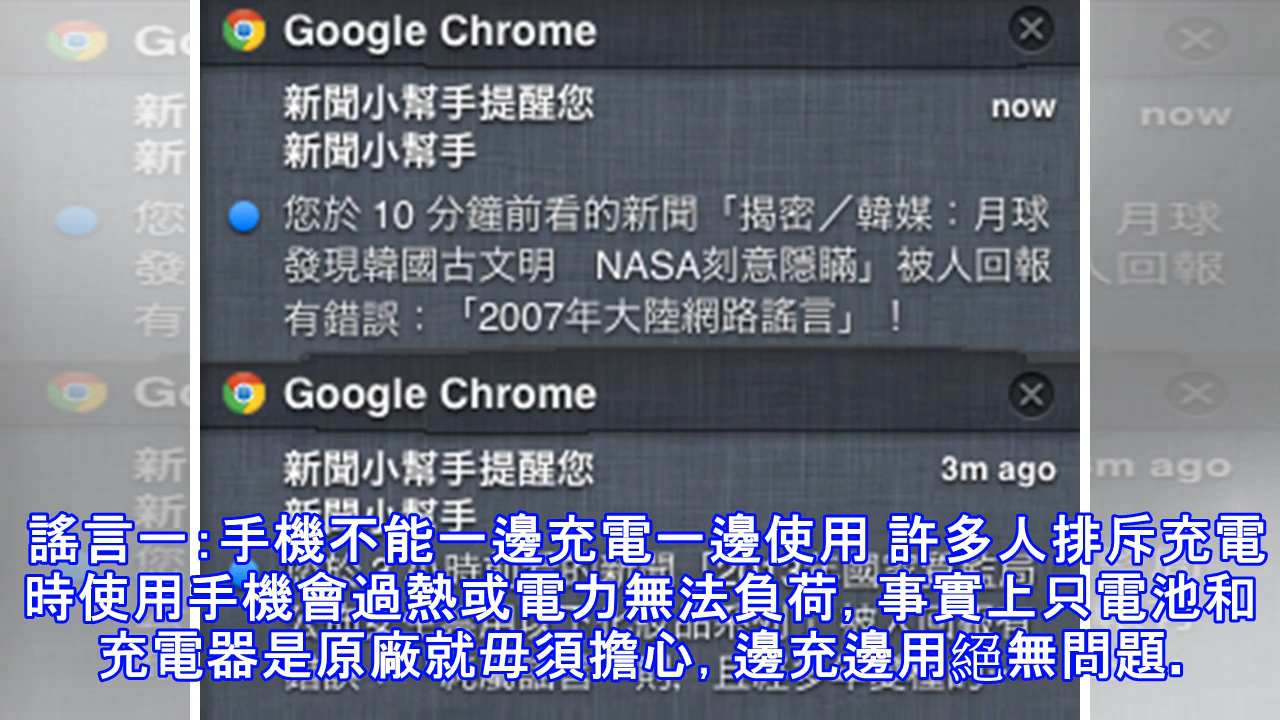 Google Chrome
新聞小幫手提醒您
now
新聞小幫手
您於 10 分鐘前看的新聞「揭密／韓媒：月球
發現韓國古文明　NASA刻意隱瞞」被人回報
有錯誤：「2007年大陸網路謠言」！
Google Chrome
新聞小幫手提醒您
3m ago
新聞小幫手
謠言一:手機不能一邊充電一邊使用 許多人排斥充電
時使用手機會過熱或電力無法負荷, 事實上只電池和
充電器是原廠就毋須擔心, 邊充邊用絕無問題.